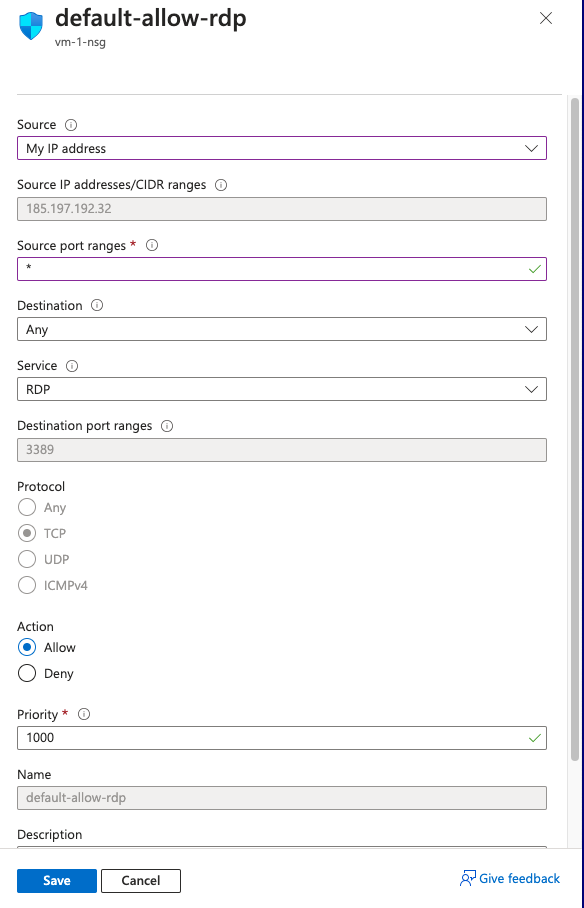 default-allow-rdp
vm-1-nsg
Source
My IP address
Source IP addresses/CIDR ranges
185.197.192.32
Source port ranges *
*
Destination
Any
Service
RDP
Destination port ranges
3389
Protocol
Any
TCP
UDP
ICMPv4
Action
Allow
Deny
Priority *
1000
Name
default-allow-rdp
Description
Save Cancel Give feedback